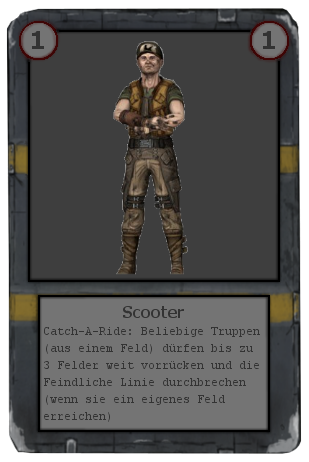 1 1
Scooter
Catch-A-Ride: Beliebige Truppen
(aus einem Feld) dürfen bis zu
3 Felder weit vorrücken und die
Feindliche Linie durchbrechen
(wenn sie ein eigenes Feld
erreichen)